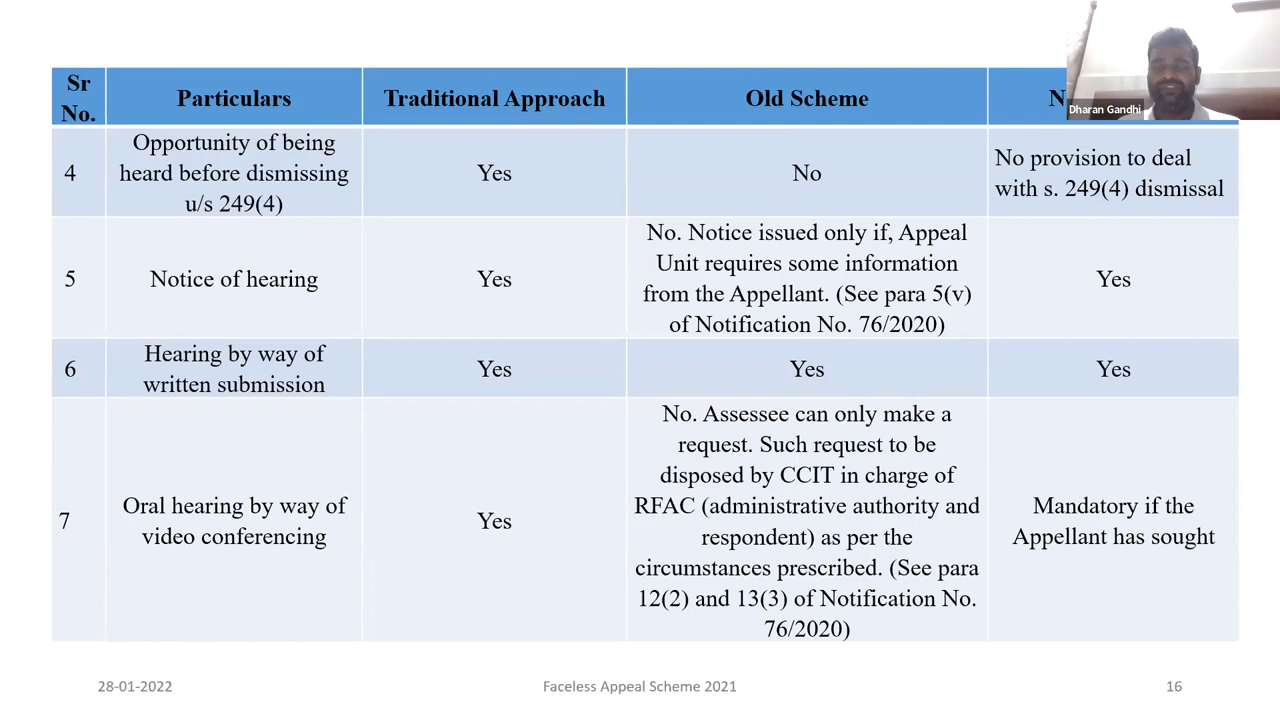 Sr No.
Particulars
Traditional Approach
Old Scheme
N
Dharan Gandhi
4
Opportunity of being
heard before dismissing
u/s 249(4)
Yes
No
No provision to deal
with s. 249(4) dismissal
5
Notice of hearing
Yes
No. Notice issued only if, Appeal
Unit requires some information
from the Appellant. (See para 5(v)
of Notification No. 76/2020)
Yes
6
Hearing by way of
written submission
Yes
Yes
Yes
7
Oral hearing by way of
video conferencing
Yes
No. Assessee can only make a
request. Such request to be
disposed by CCIT in charge of
RFAC (administrative authority and
respondent) as per the
circumstances prescribed. (See para
12(2) and 13(3) of Notification No.
76/2020)
Mandatory if the
Appellant has sought
28-01-2022
Faceless Appeal Scheme 2021
16